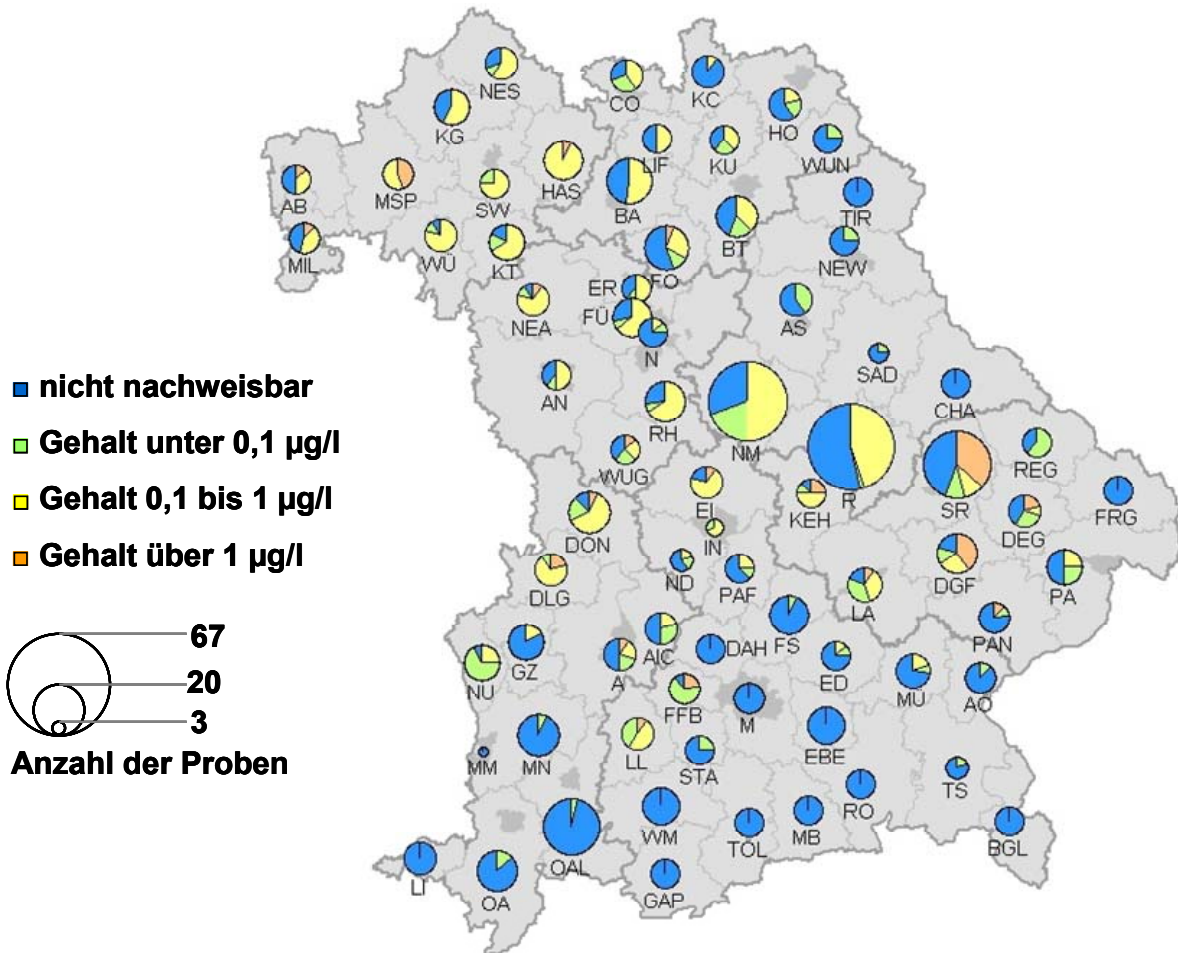 NES
CO
KC
KG
HO
LIF
KU
WUN
HAS
AB
MSP
SW
BA
TIR
MIL
WÜ
KT
BT
NEW
FO
ER
NEA
FÜ
AS
N
SAD
nicht nachweisbar
AN
CHA
Gehalt unter 0,1 µg/l
RH
NM
REG
WUG
R
SR
Gehalt 0,1 bis 1 µg/l
EI
KEH
FRG
DON
IN
DEG
Gehalt über 1 µg/l
ND
DGF
DLG
PAF
LA
PA
67
AIC
DAH
FS
PAN
GZ
A
ED
20
NU
FFB
MÜ
AÖ
M
3
LL
EBE
Anzahl der Proben
MM
MN
STA
TS
RO
WM
TÖL
MB
BGL
LI
OAL
OA
GAP